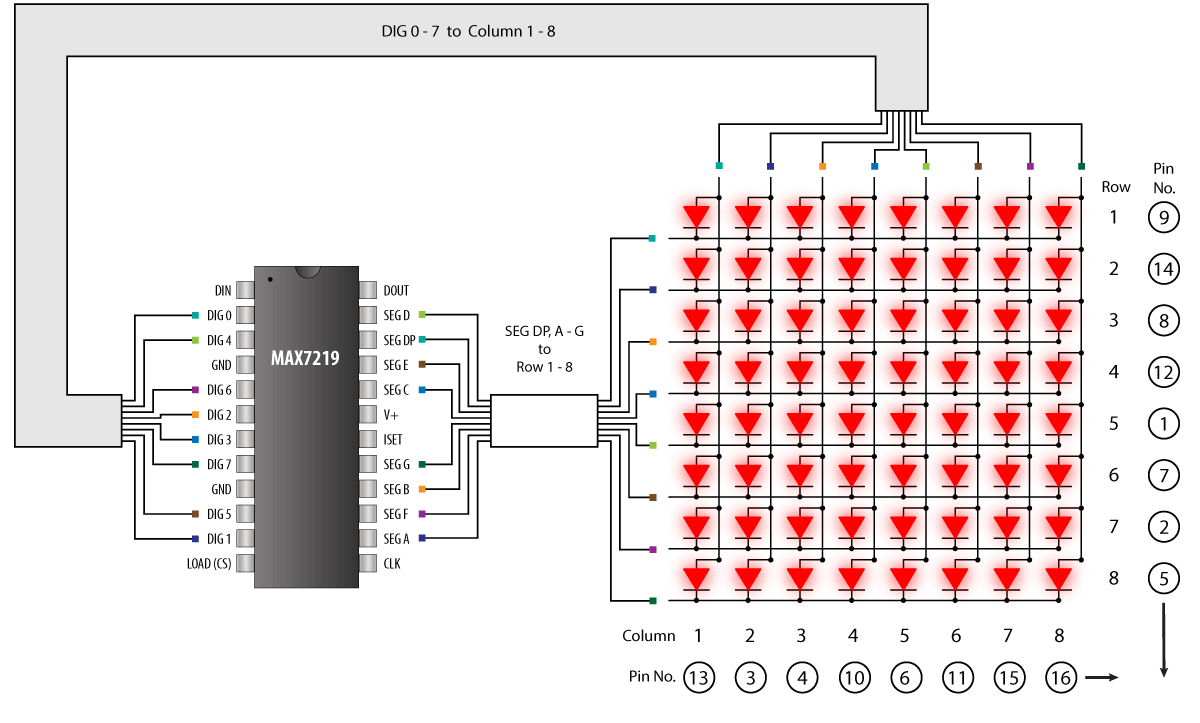 DIG 0 - 7 to Column 1 - 8
Pin
No.
Row
1 9
2 14
3 8
4 12
5 1
6 7
7 2
8 5
DIN
DIG 0
DIG 4
GND
DIG 6
DIG 2
DIG 3
DIG 7
GND
DIG 5
DIG 1
LOAD (CS)
MAX7219
DOUT
SEG D
SEG DP
SEG E
SEG C
V+
ISET
SEG G
SEG B
SEG F
SEG A
CLK
SEG DP, A - G
to
Row 1 - 8
Column 1 2 3 4 5 6 7 8
Pin No. 13 3 4 10 6 11 15 16